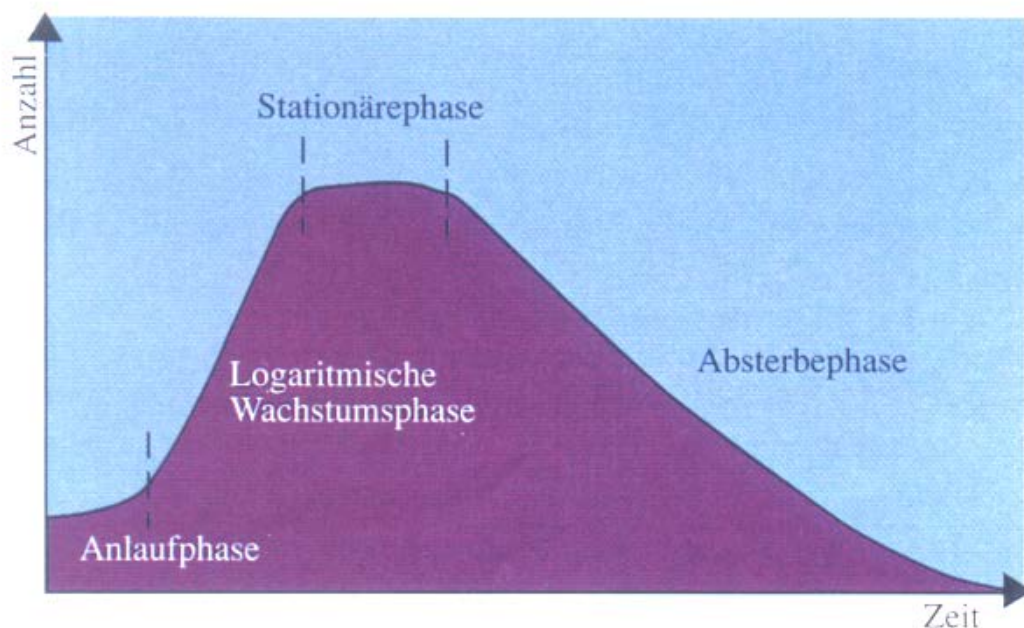 Anzahl
Stationärephase
Absterbephase
Logaritmische
Wachstumsphase
Anlaufphase
Zeit